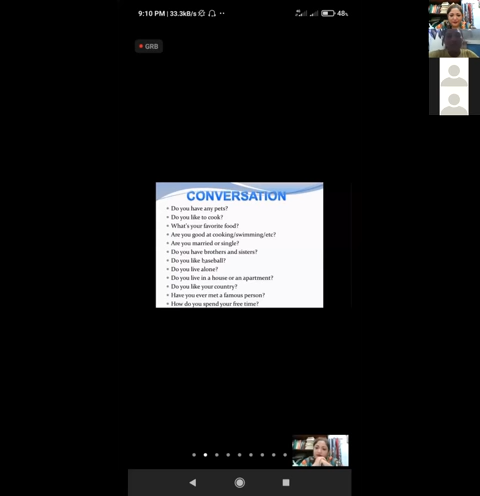 9:10 PM | 33.3kB/s
48%
GRB
CONVERSATION
• Do you have any pets?
• Do you like to cook?
• What's your favorite food?
• Are you good at cooking/swimming/etc?
• Are you married or single?
• Do you have brothers and sisters?
• Do you like baseball?
• Do you live alone?
• Do you live in a house or an apartment?
• Do you like your country?
• Have you ever met a famous person?
• How do you spend your free time?